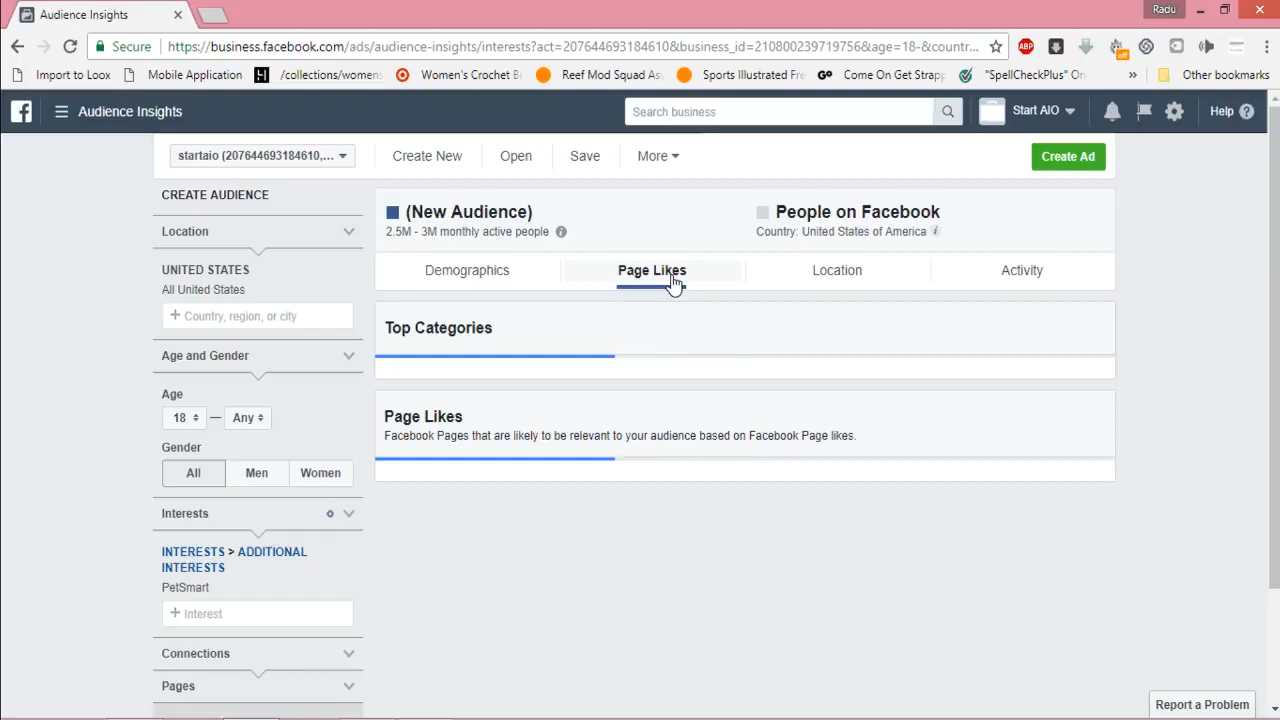 Audience Insights
Radu
Secure
https://business.facebook.com/ads/audience-insights/interests?act=207644693184610&business_id=210800239719756&age=18-&countr...
ABP
off
Import to Loox
Mobile Application
/collections/womens
Women's Crochet B
Reef Mod Squad As
Sports Illustrated Fre
GO
Come On Get Strapp
"SpellCheckPlus" On
»
Other bookmarks
Audience Insights
Search business
Start AIO
Help
startaio (207644693184610,...
Create New
Open
Save
More
Create Ad
CREATE AUDIENCE
Location
UNITED STATES
All United States
+ Country, region, or city
Age and Gender
Age
18 — Any
Gender
All
Men
Women
Interests
INTERESTS > ADDITIONAL
INTERESTS
PetSmart
+ Interest
Connections
Pages
(New Audience)
2.5M - 3M monthly active people
People on Facebook
Country: United States of America
Demographics
Page Likes
Location
Activity
Top Categories
Page Likes
Facebook Pages that are likely to be relevant to your audience based on Facebook Page likes.
Report a Problem